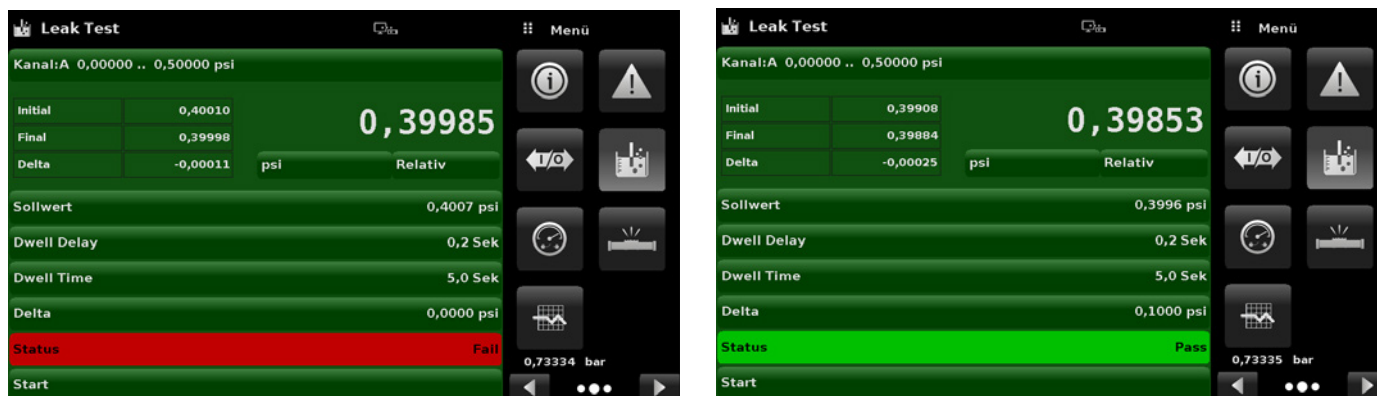 Leak Test
Menü
Kanal:A 0,00000 .. 0,50000 psi
Initial 0,40010
Final 0,39998
Delta -0,00011
0,39985
psi Relativ
Sollwert 0,4007 psi
Dwell Delay 0,2 Sek
Dwell Time 5,0 Sek
Delta 0,0000 psi
Status Fail
Start
I/O
0,73334 bar
Leak Test
Menü
Kanal:A 0,00000 .. 0,50000 psi
Initial 0,39908
Final 0,39884
Delta -0,00025
0,39853
psi Relativ
Sollwert 0,3996 psi
Dwell Delay 0,2 Sek
Dwell Time 5,0 Sek
Delta 0,1000 psi
Status Pass
Start
I/O
0,73335 bar